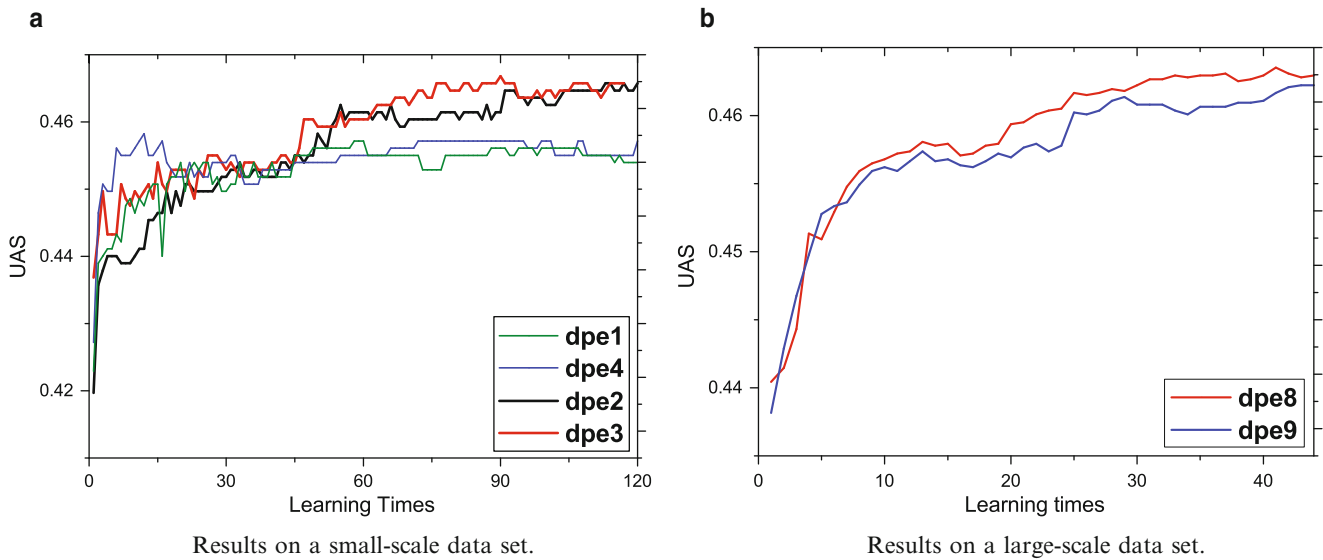 a
UAS
0.46
0.44
0.42
0
30
60
90
120
Learning Times
dpe1
dpe4
dpe2
dpe3
Results on a small-scale data set.
b
UAS
0.46
0.45
0.44
0
10
20
30
40
Learning times
dpe8
dpe9
Results on a large-scale data set.